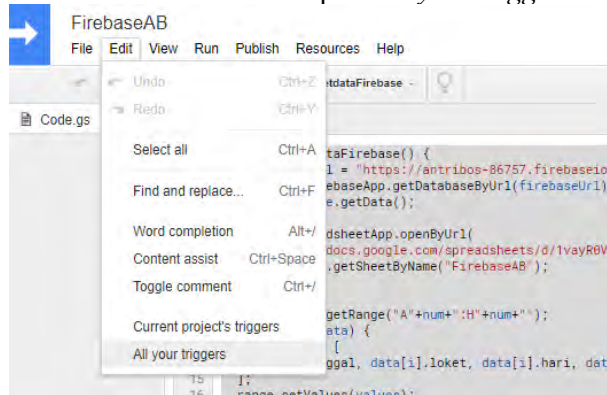 FirebaseAB
File Edit View Run Publish Resources Help
Undo Ctrl+Z
Redo Ctrl+Y
tdataFirebase
Code.gs
Select all Ctrl+A
Find and replace... Ctrl+F
Word completion Alt+/
Content assist Ctrl+Space
Toggle comment Ctrl+/
Current project's triggers
All your triggers
taFirebase() {
l = "https://antribos-86757.firebaseio
ebaseApp.getDatabaseByUrl(firebaseUrl)
e.getData();
dsheetApp.openByUrl(
docs.google.com/spreadsheets/d/1vayR0V
.getSheetByName("FirebaseAB");
getRange("A"+num+":H"+num+"");
ata) {
[
ggal, data[i].loket, data[i].hari, dat
15 ];
16 range.setValues(values);